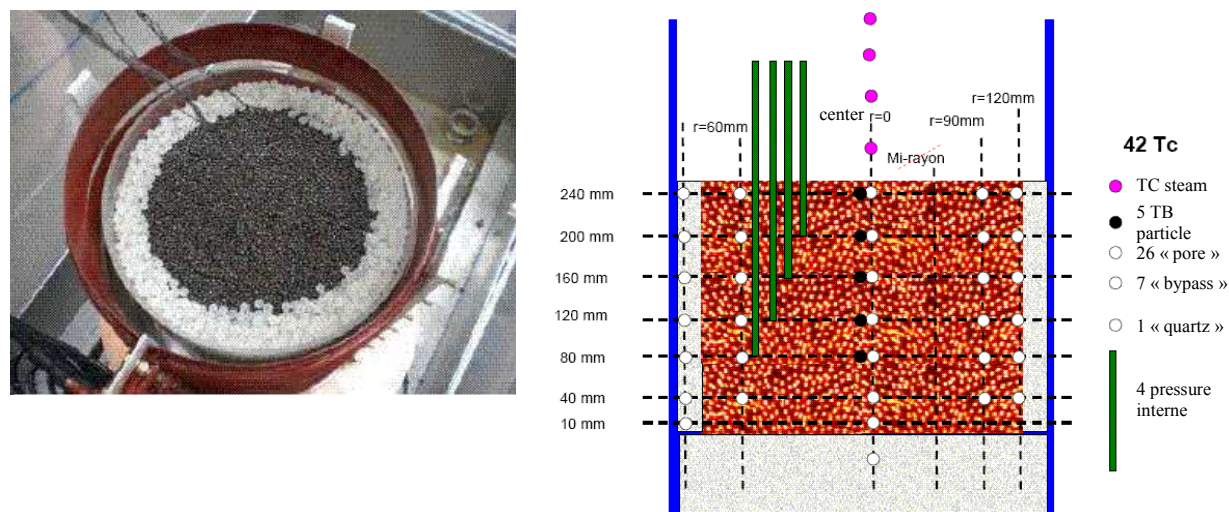 r=120mm
r=60mm
center r=0
r=90mm
Mi-rayon
240 mm
200 mm
160 mm
120 mm
80 mm
40 mm
10 mm
42 Tc
TC steam
5 TB
particle
26 « pore »
7 « bypass »
1 « quartz »
4 pressure
interne